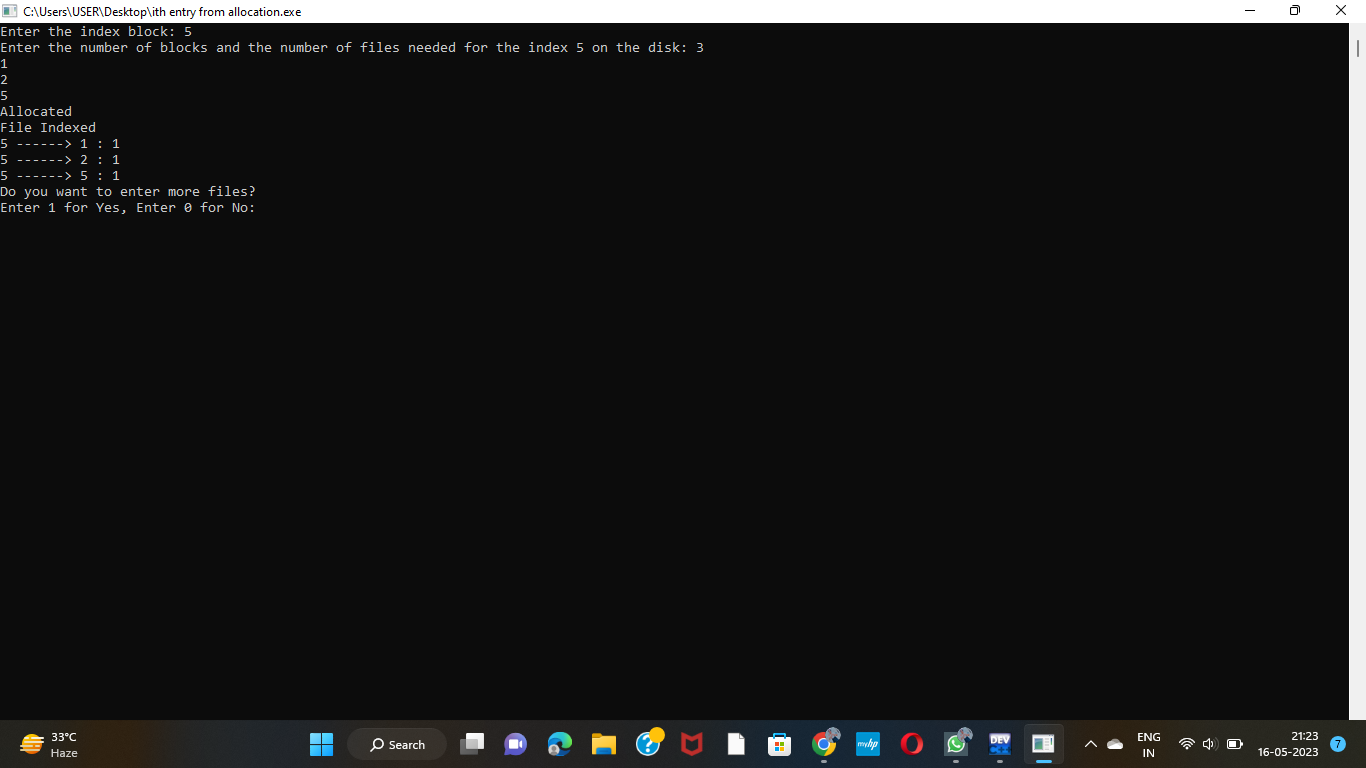 C:\Users\USER\Desktop\ith entry from allocation.exe
Enter the index block: 5
Enter the number of blocks and the number of files needed for the index 5 on the disk: 3
1
2
5
Allocated
File Indexed
5 ------> 1 : 1
5 ------> 2 : 1
5 ------> 5 : 1
Do you want to enter more files?
Enter 1 for Yes, Enter 0 for No:
33°C
Haze
Search
myhp
DEV
ENG
IN
21:23
16-05-2023
7